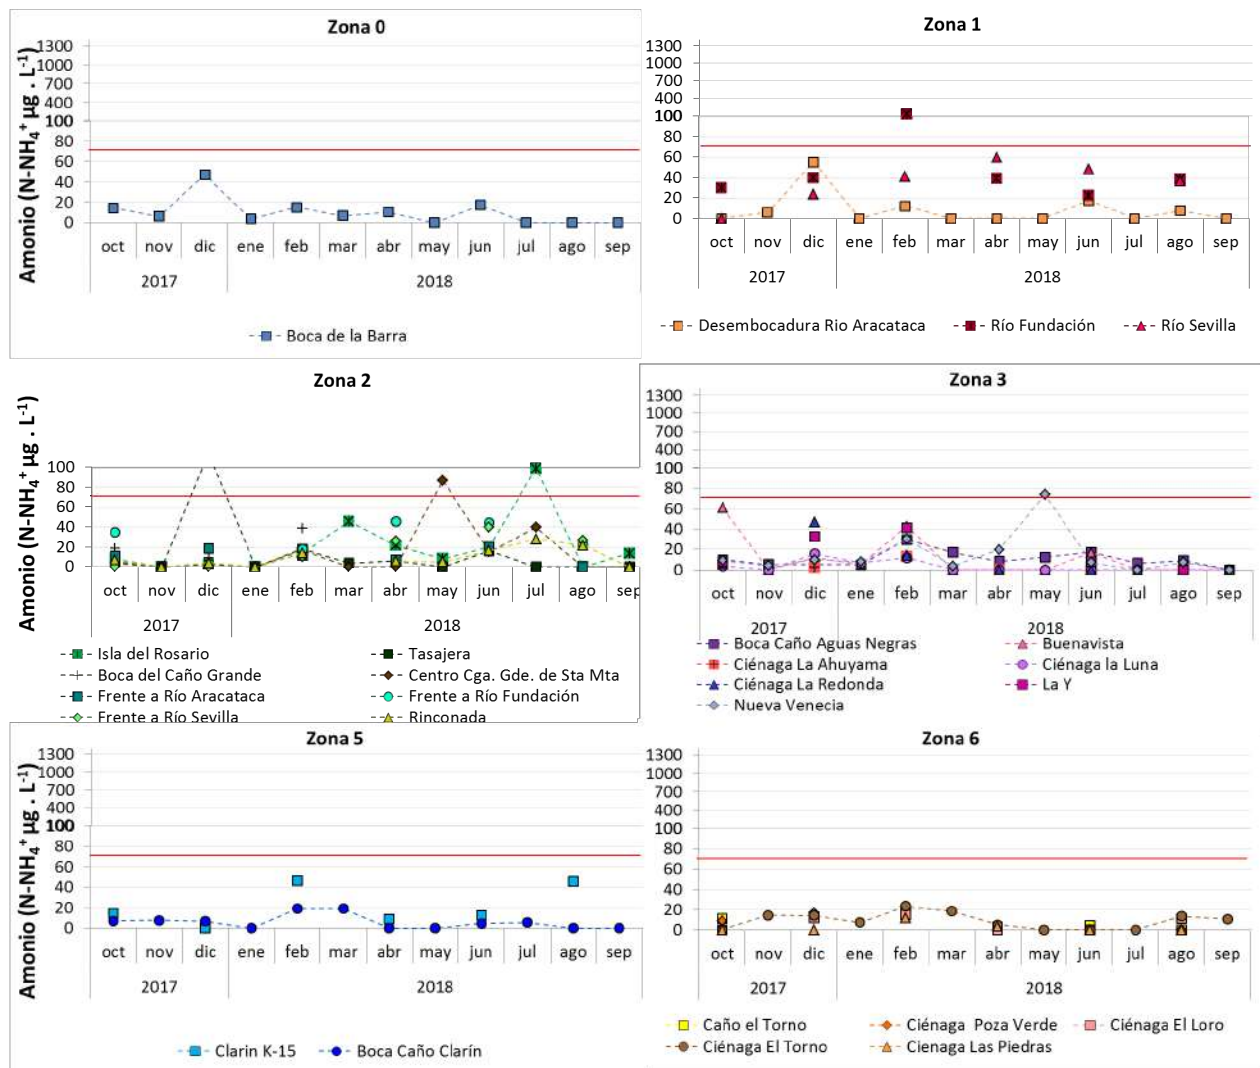 Zona 0
Amonio (N-NH4+ µg . L-1)
1300
1000
700
400
100
80
60
40
20
0
oct nov dic ene feb mar abr may jun jul ago sep
2017 2018
Boca de la Barra
Zona 1
1300
1000
700
400
100
80
60
40
20
0
oct nov dic ene feb mar abr may jun jul ago sep
2017 2018
Desembocadura Rio Aracataca Río Fundación Río Sevilla
Zona 2
Amonio (N-NH4+ µg . L-1)
100
80
60
40
20
0
oct nov dic ene feb mar abr may jun jul ago sep
2017 2018
Isla del Rosario Tasajera
Boca del Caño Grande Centro Cga. Gde. de Sta Mta
Frente a Río Aracataca Frente a Río Fundación
Frente a Río Sevilla Rinconada
Zona 3
1300
1000
700
400
100
80
60
40
20
0
oct nov dic ene feb mar abr may jun jul ago sep
2017 2018
Boca Caño Aguas Negras Buenavista
Ciénaga La Ahuyama Ciénaga la Luna
Ciénaga La Redonda La Y
Nueva Venecia
Zona 5
Amonio (N-NH4+ µg . L-1)
1300
1000
700
400
100
80
60
40
20
0
oct nov dic ene feb mar abr may jun jul ago sep
2017 2018
Clarin K-15 Boca Caño Clarín
Zona 6
1300
1000
700
400
100
80
60
40
20
0
oct nov dic ene feb mar abr may jun jul ago sep
2017 2018
Caño el Torno Ciénaga Poza Verde Ciénaga El Loro
Ciénaga El Torno Cienaga Las Piedras